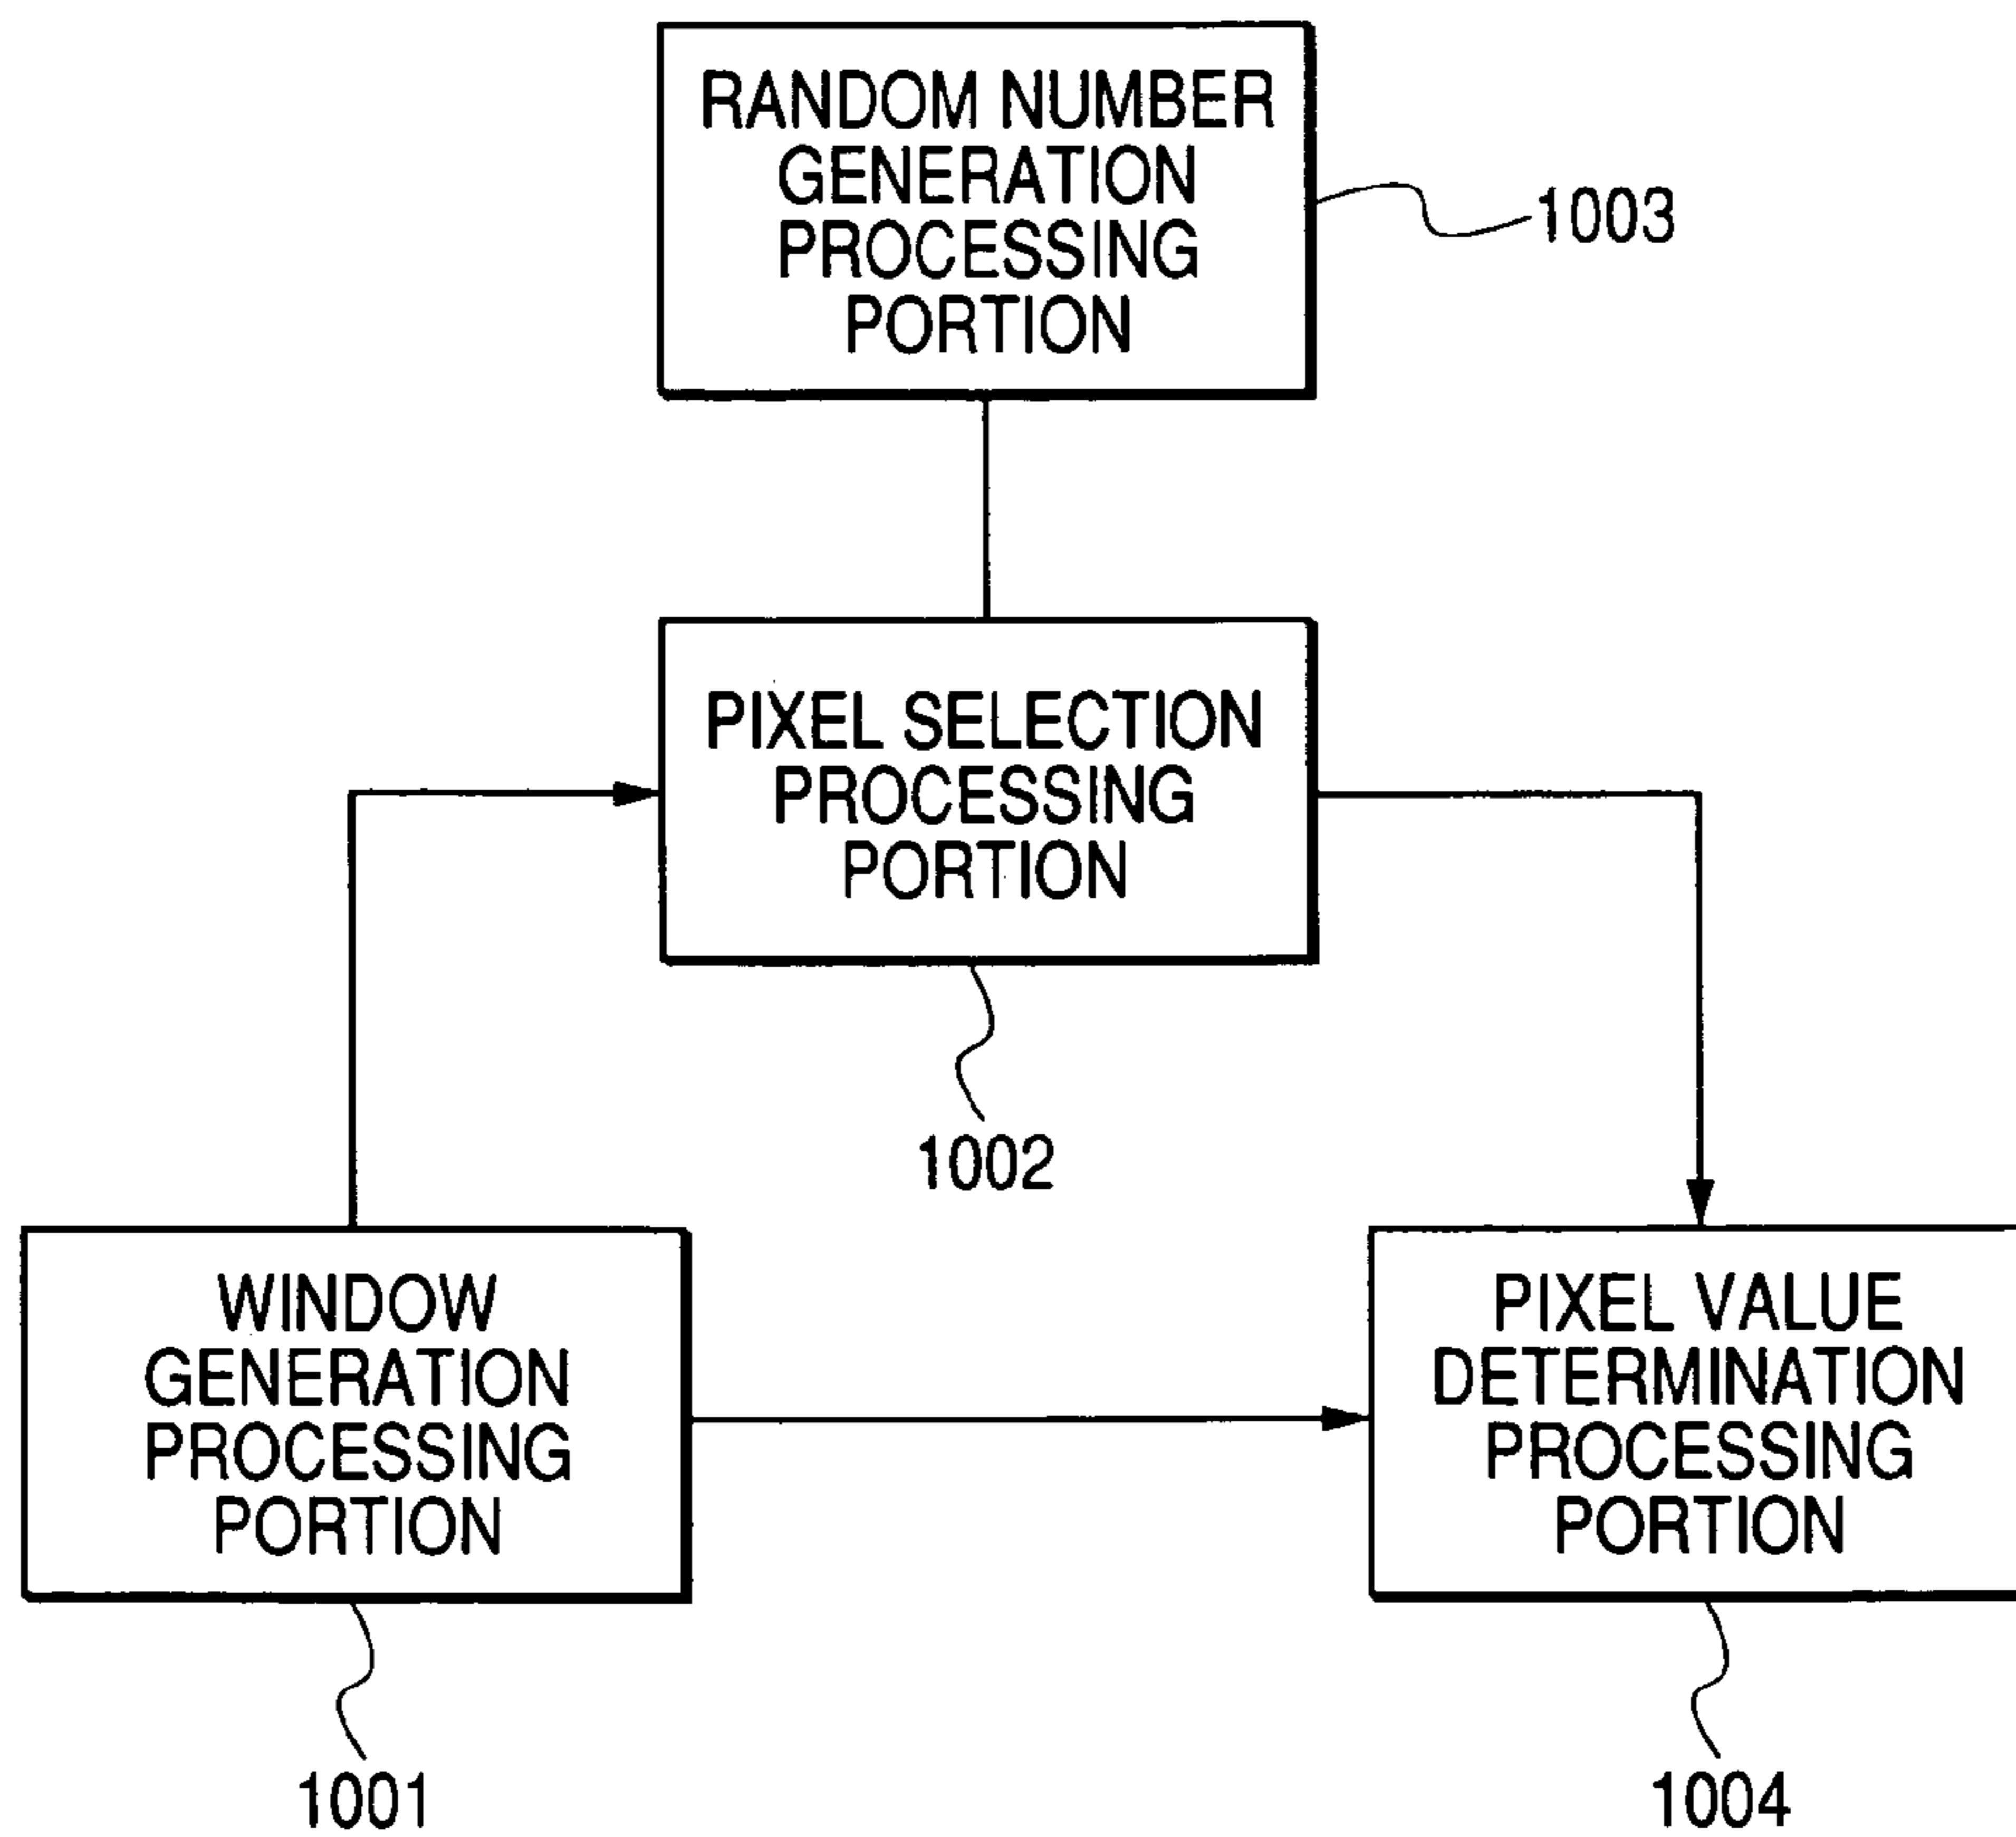 RANDOM NUMBER
GENERATION
PROCESSING
PORTION
1003
PIXEL SELECTION
PROCESSING
PORTION
1002
WINDOW
GENERATION
PROCESSING
PORTION
1001
PIXEL VALUE
DETERMINATION
PROCESSING
PORTION
1004